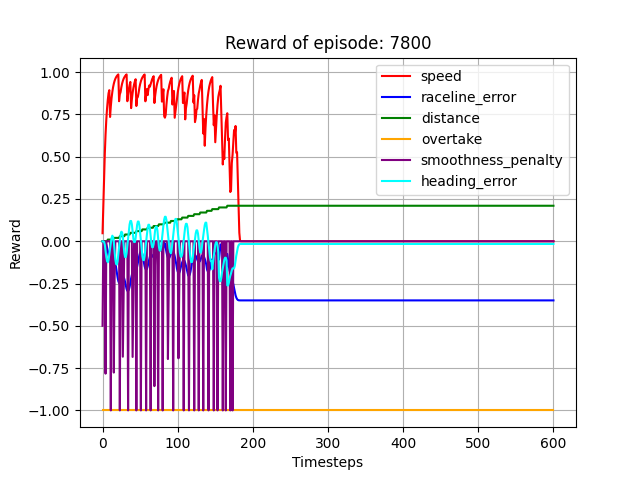 Reward of episode: 7800
1.00
0.75
0.50
0.25
0.00
−0.25
−0.50
−0.75
−1.00
Reward
speed
raceline_error
distance
overtake
smoothness_penalty
heading_error
0 100 200 300 400 500 600
Timesteps